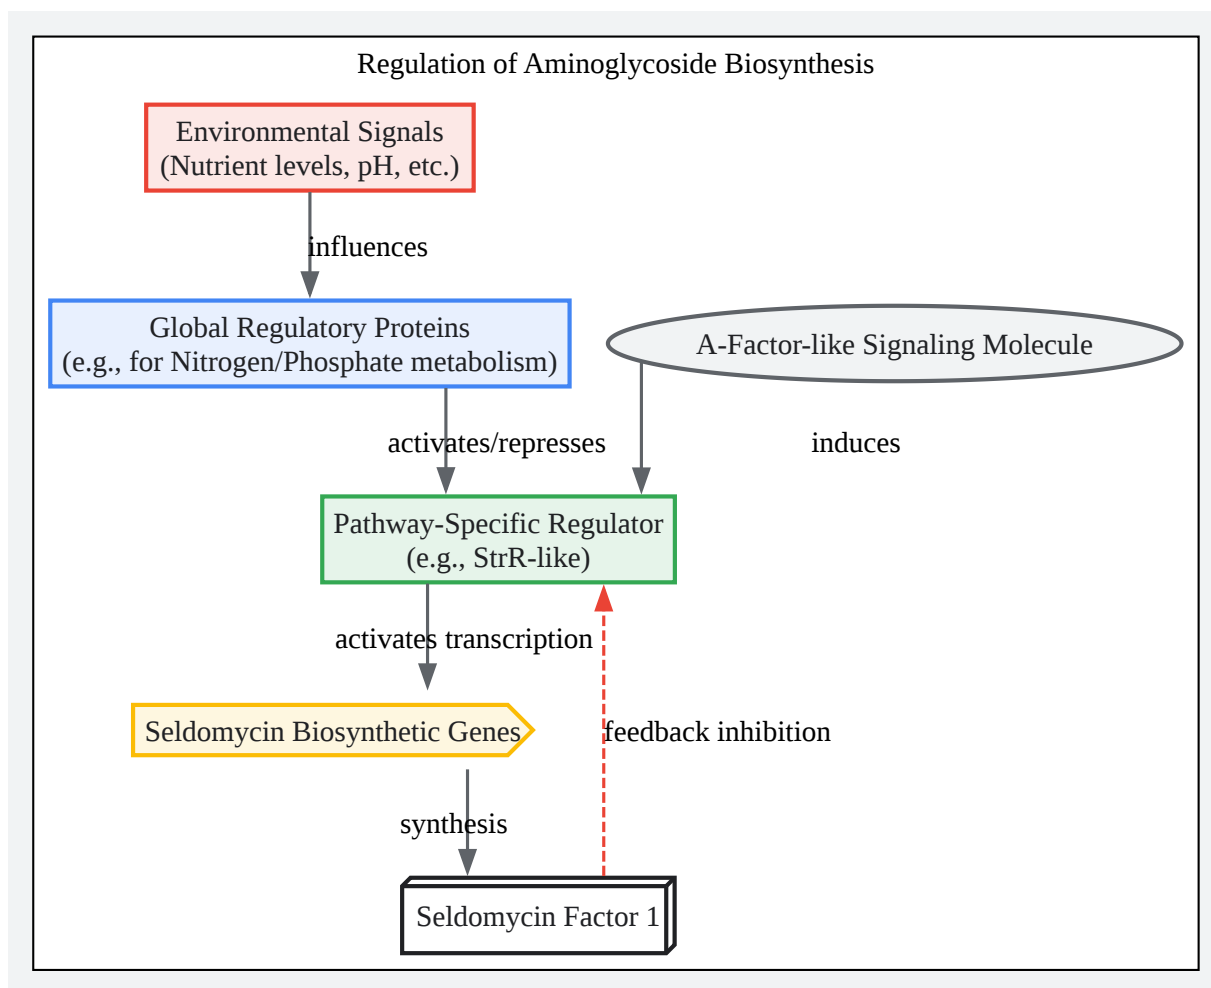 Regulation of Aminoglycoside Biosynthesis
Environmental Signals
(Nutrient levels, pH, etc.)
influences
Global Regulatory Proteins
(e.g., for Nitrogen/Phosphate metabolism)
A-Factor-like Signaling Molecule
activates/represses
induces
Pathway-Specific Regulator
(e.g., StrR-like)
activates transcription
Seldomycin Biosynthetic Genes
feedback inhibition
synthesis
Seldomycin Factor 1